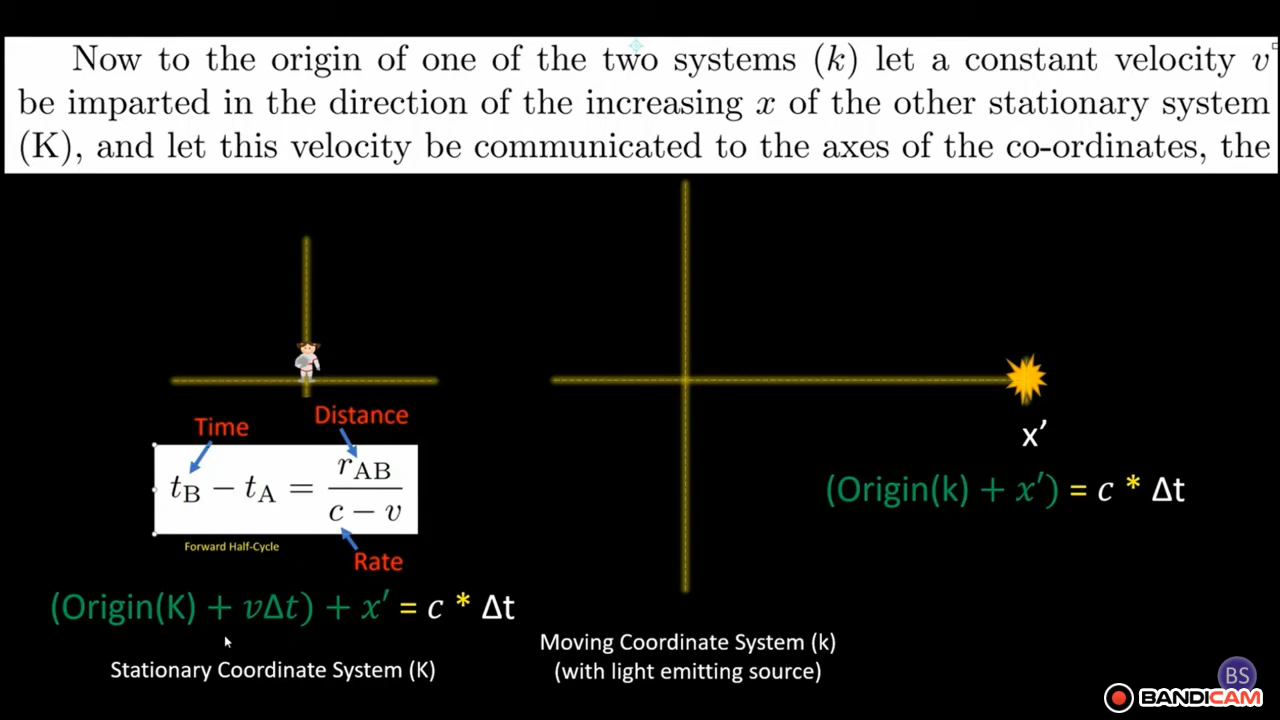 Now to the origin of one of the two systems (k) let a constant velocity v
be imparted in the direction of the increasing x of the other stationary system
(K), and let this velocity be communicated to the axes of the co-ordinates, the
Time
Distance
tB − tA = rAB / c − v
Forward Half-Cycle
Rate
(Origin(K) + vΔt) + x′ = c * Δt
Stationary Coordinate System (K)
x′
(Origin(k) + x′) = c * Δt
Moving Coordinate System (k)
(with light emitting source)
BS
BANDICAM